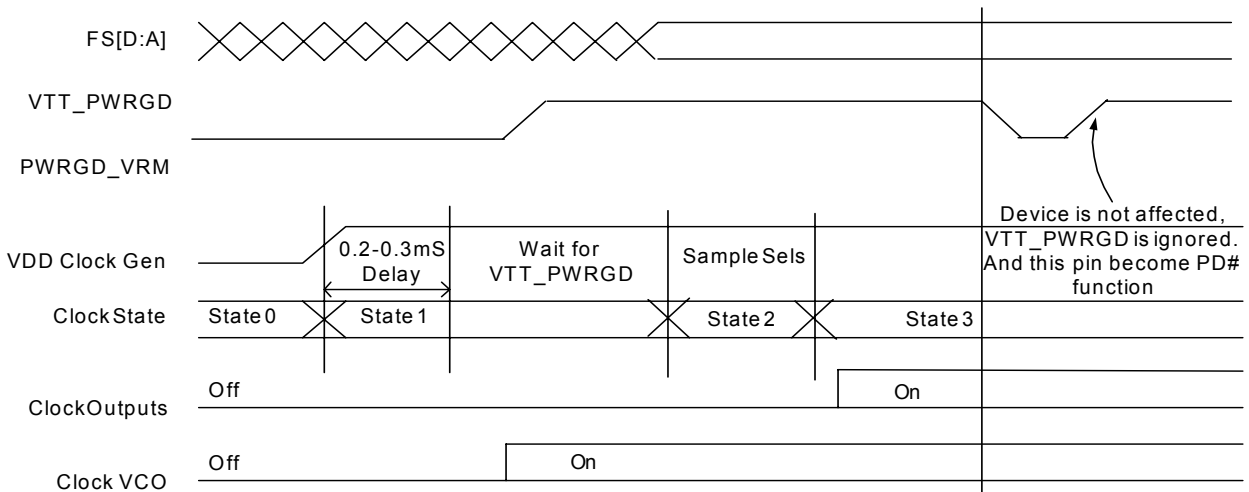 FS[D:A]
VTT_PWRGD
PWRGD_VRM
Device is not affected,
VTT_PWRGD is ignored.
And this pin become PD#
function
VDD Clock Gen
0.2-0.3mS
Delay
Wait for
VTT_PWRGD
Sample Sels
Clock State
State 0
State 1
State 2
State 3
Clock Outputs
Off
On
Clock VCO
Off
On